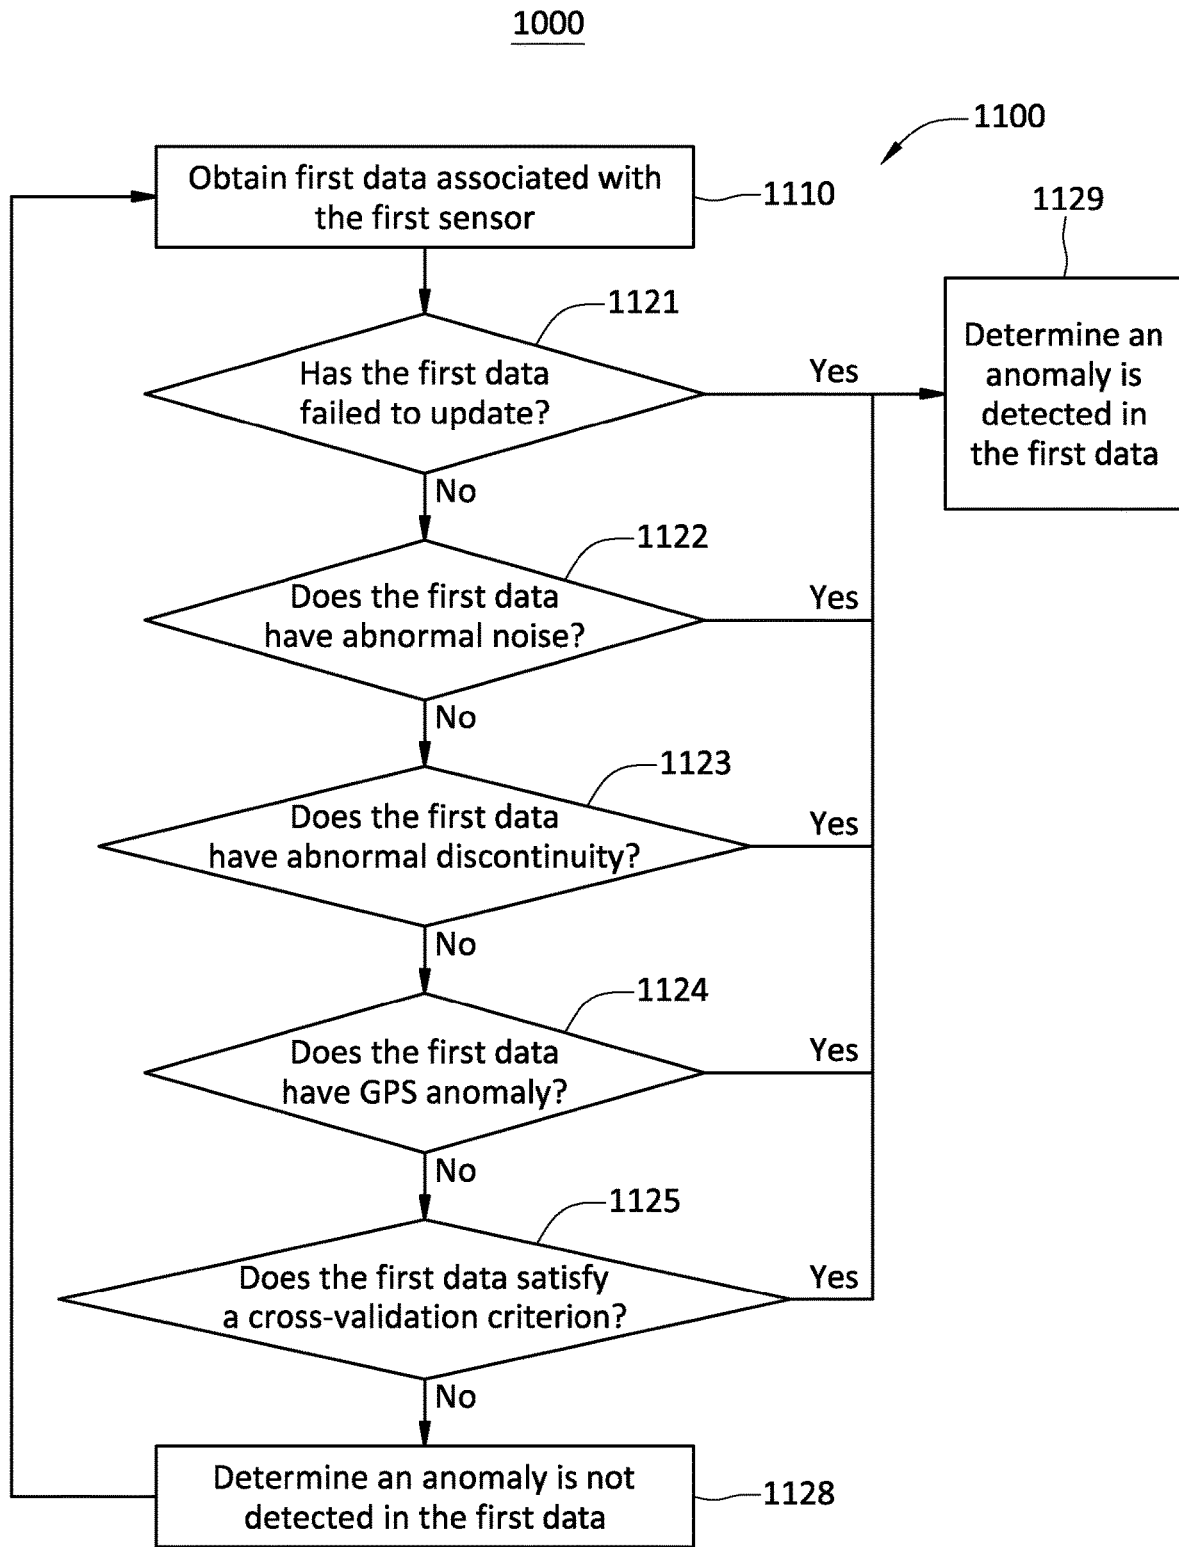 1000
1100
Obtain first data associated with
the first sensor
1110
1129
1121
Has the first data
failed to update?
Yes
Determine an
anomaly is
detected in
the first data
No
1122
Does the first data
have abnormal noise?
Yes
No
1123
Does the first data
have abnormal discontinuity?
Yes
No
1124
Does the first data
have GPS anomaly?
Yes
No
1125
Does the first data satisfy
a cross-validation criterion?
Yes
No
Determine an anomaly is not
detected in the first data
1128